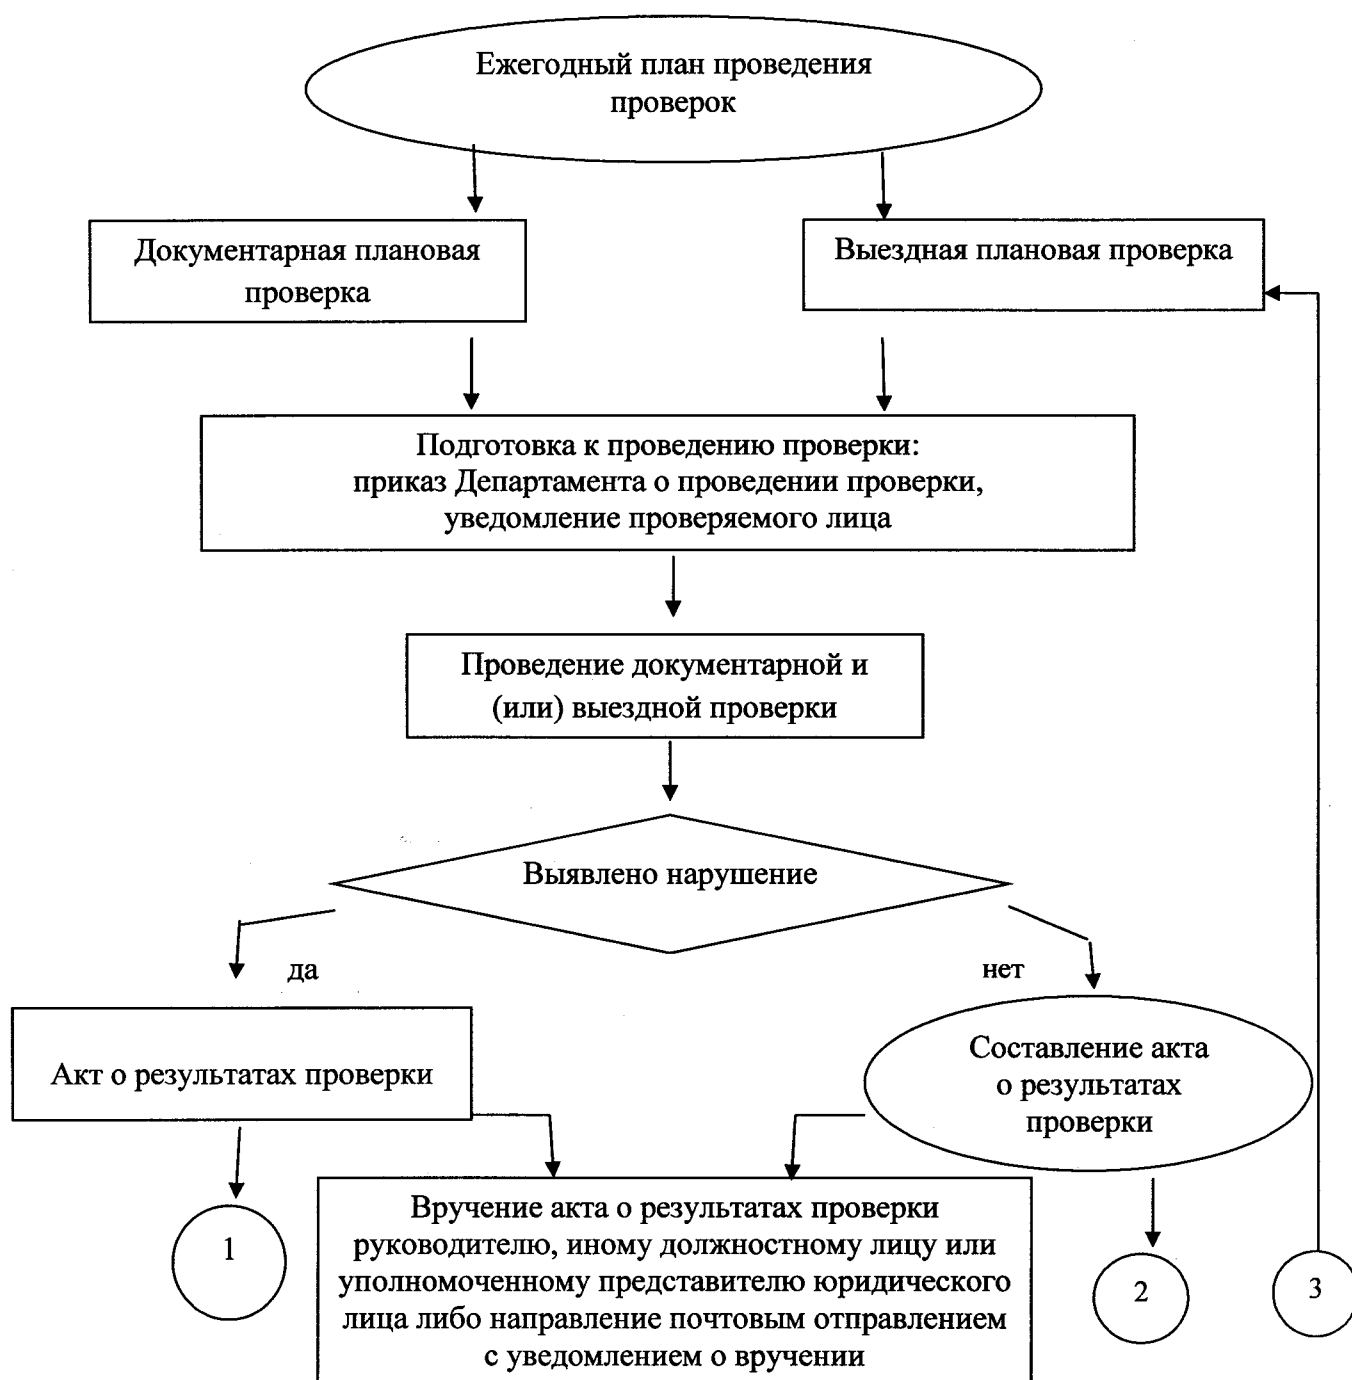 Ежегодный план проведения
проверок
Документарная плановая
проверка
Выездная плановая проверка
Подготовка к проведению проверки:
приказ Департамента о проведении проверки,
уведомление проверяемого лица
Проведение документарной и
(или) выездной проверки
Выявлено нарушение
да
нет
Акт о результатах проверки
Составление акта
о результатах
проверки
1
Вручение акта о результатах проверки
руководителю, иному должностному лицу или
уполномоченному представителю юридического
лица либо направление почтовым отправлением
с уведомлением о вручении
2
3